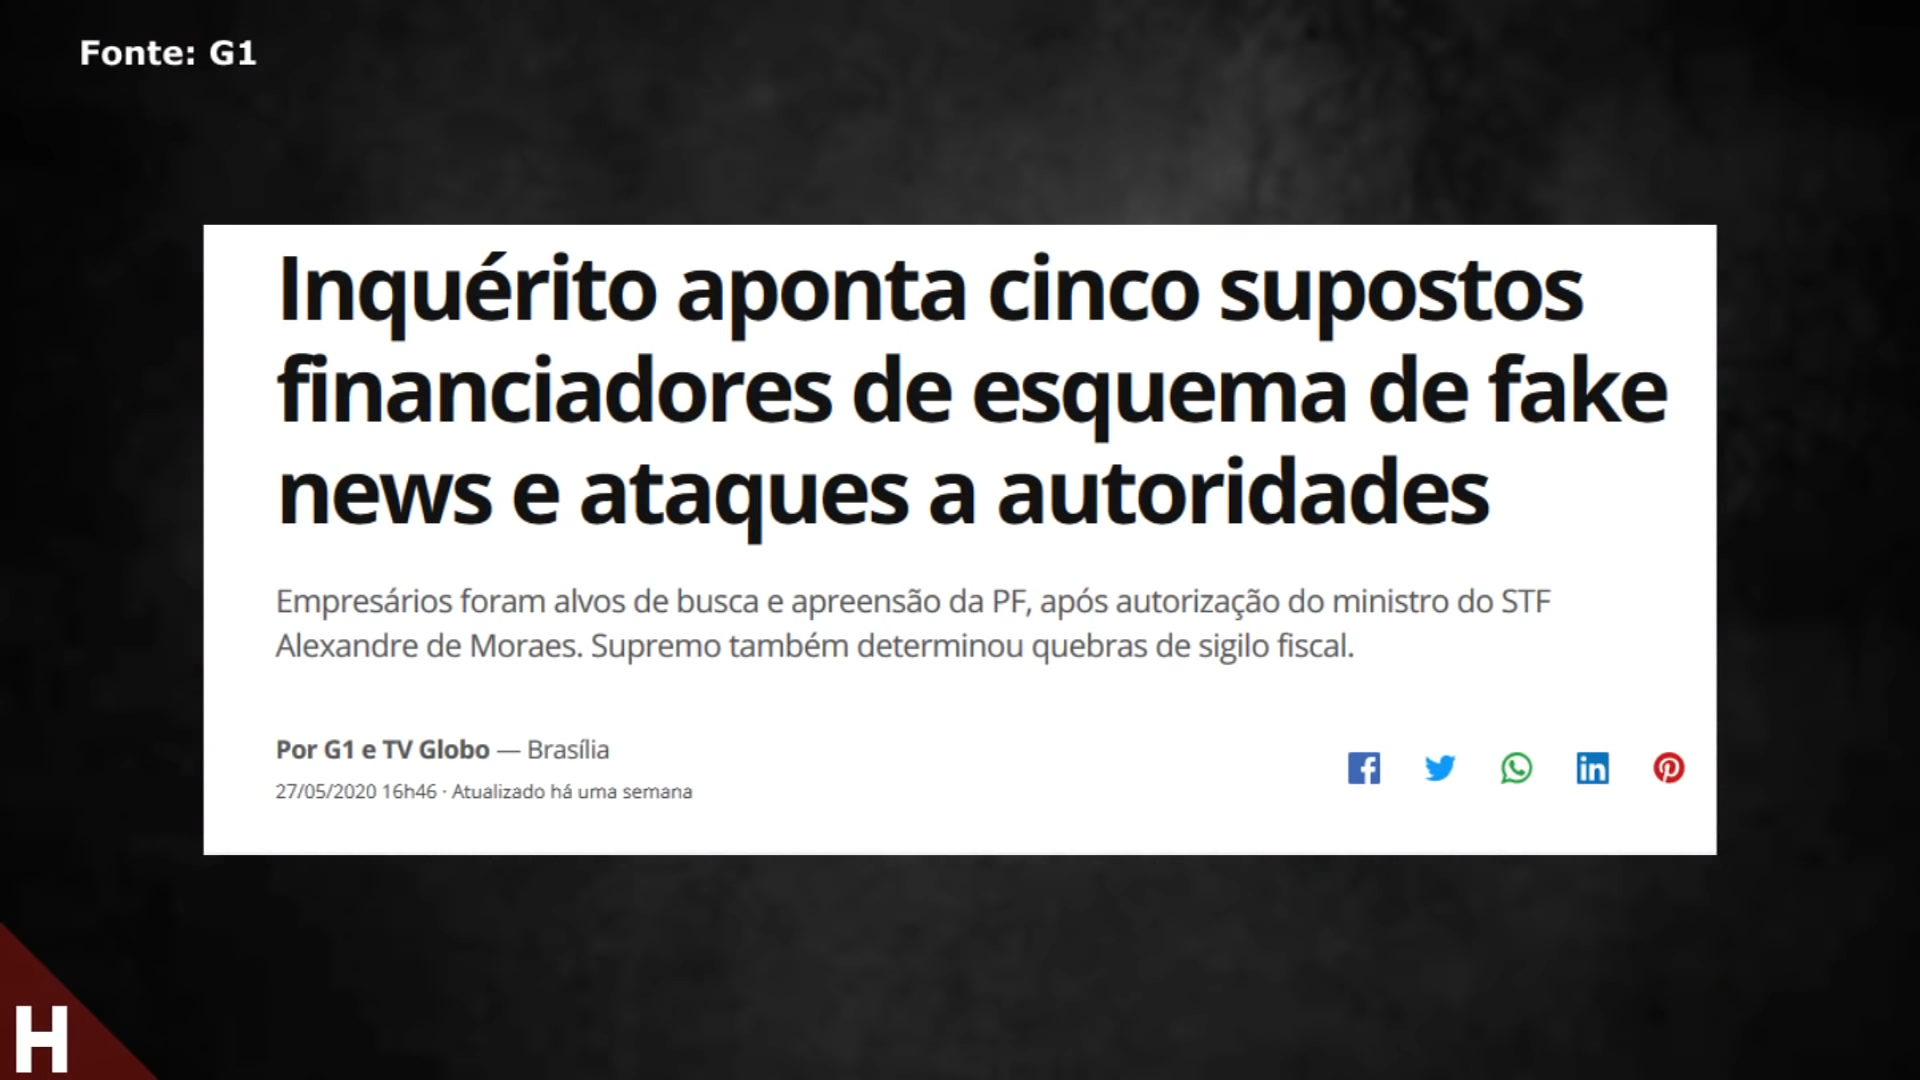 Fonte: G1
Inquérito aponta cinco supostos
financiadores de esquema de fake
news e ataques a autoridades
Empresários foram alvos de busca e apreensão da PF, após autorização do ministro do STF
Alexandre de Moraes. Supremo também determinou quebras de sigilo fiscal.
Por G1 e TV Globo — Brasília
27/05/2020 16h46 · Atualizado há uma semana
H